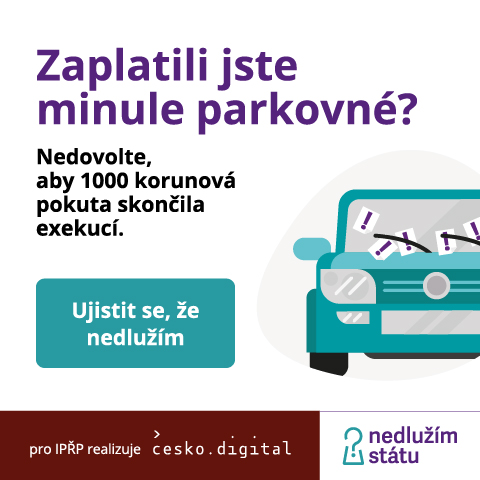 Zaplatili jste
minule parkovné?
Nedovolte,
aby 1000 korunová
pokuta skončila
exekucí.
! ! ! ! ! !
Ujistit se, že
nedlužím
pro IPŘP realizuje
česko.digital
nedlužím
státu